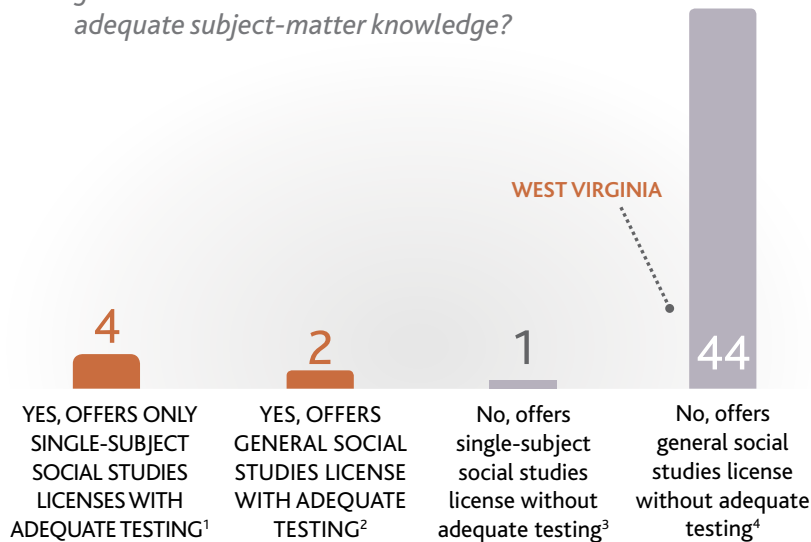 adequate subject-matter knowledge?
WEST VIRGINIA
4
2
1
44
YES, OFFERS ONLY
SINGLE-SUBJECT
SOCIAL STUDIES
LICENSES WITH
ADEQUATE TESTING¹
YES, OFFERS
GENERAL SOCIAL
STUDIES LICENSE
WITH ADEQUATE
TESTING²
No, offers
single-subject
social studies
license without
adequate testing³
No, offers
general social
studies license
without adequate
testing⁴